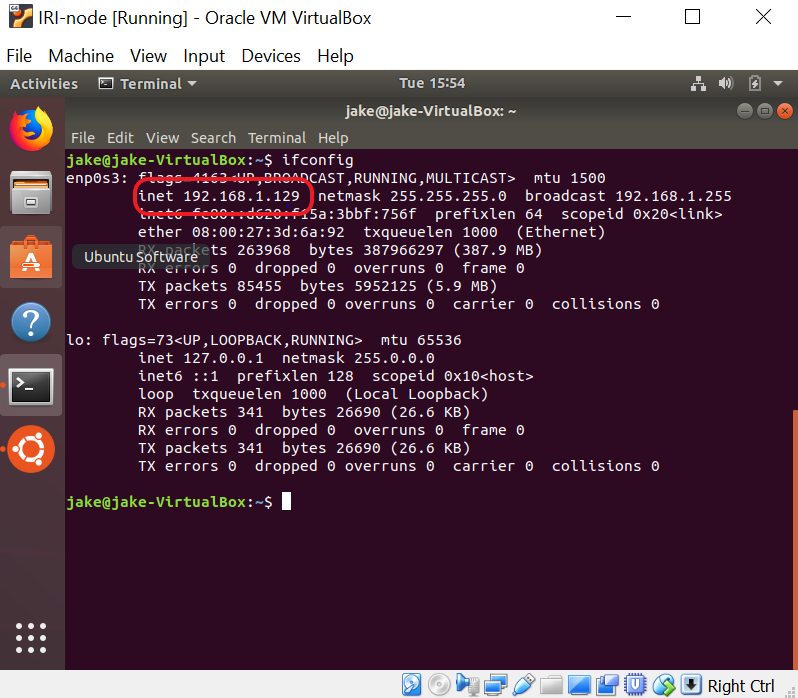 IRI-node [Running] - Oracle VM VirtualBox
File Machine View Input Devices Help
Activities Terminal Tue 15:54
jake@jake-VirtualBox: ~
File Edit View Search Terminal Help
jake@jake-VirtualBox:~$ ifconfig
enp0s3: flags=4163<UP,BROADCAST,RUNNING,MULTICAST> mtu 1500
inet 192.168.1.129 netmask 255.255.255.0 broadcast 192.168.1.255
inet6 prefixlen 64 scopeid 0x20<link>
ether 08:00:27:3d:6a:92 txqueuelen 1000 (Ethernet)
RX packets 263968 bytes 387966297 (387.9 MB)
Ubuntu Software
RX errors 0 dropped 0 overruns 0 frame 0
TX packets 85455 bytes 5952125 (5.9 MB)
TX errors 0 dropped 0 overruns 0 carrier 0 collisions 0
lo: flags=73<UP,LOOPBACK,RUNNING> mtu 65536
inet 127.0.0.1 netmask 255.0.0.0
inet6 ::1 prefixlen 128 scopeid 0x10<host>
loop txqueuelen 1000 (Local Loopback)
RX packets 341 bytes 26690 (26.6 KB)
RX errors 0 dropped 0 overruns 0 frame 0
TX packets 341 bytes 26690 (26.6 KB)
TX errors 0 dropped 0 overruns 0 carrier 0 collisions 0
jake@jake-VirtualBox:~$
Right Ctrl